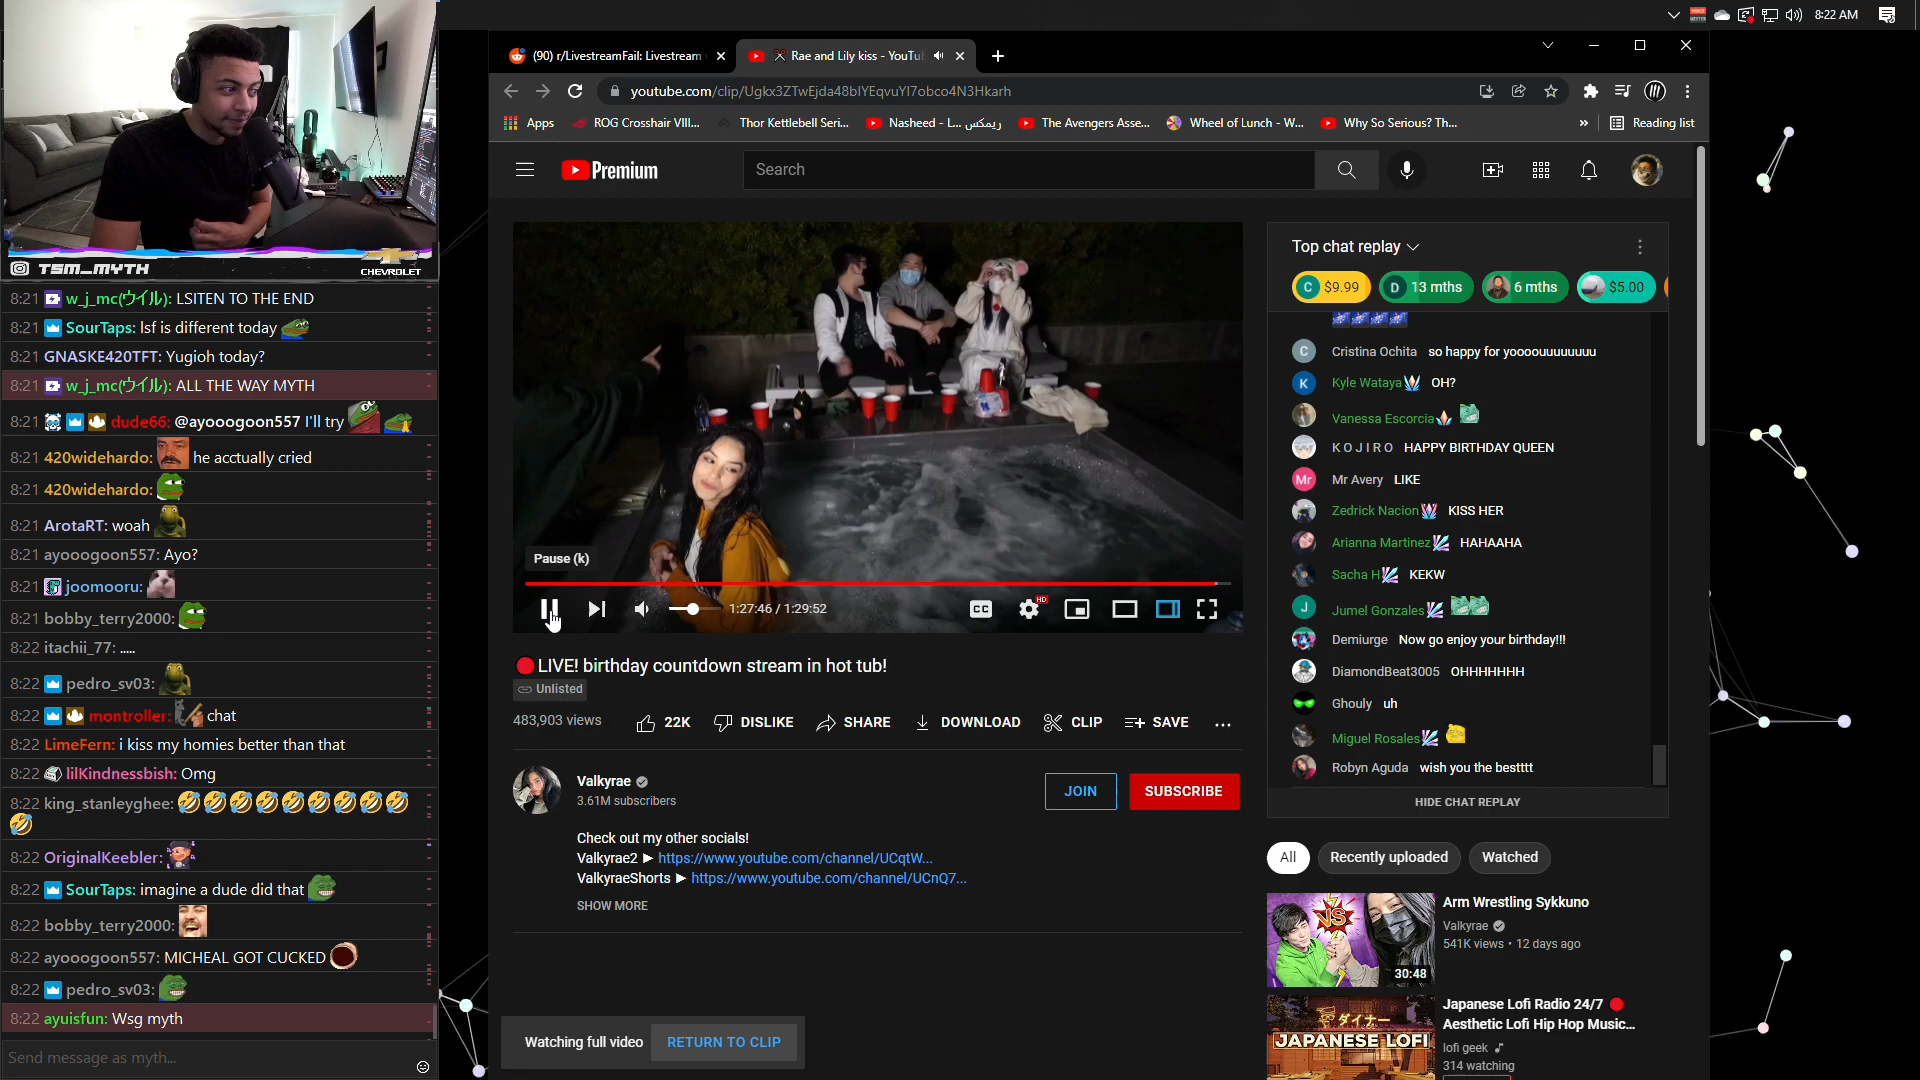 8:22 AM
(90) r/LivestreamFail: Livestream
Rae and Lily kiss - YouTu
youtube.com/clip/Ugkx3ZTwEjda48blYEqvuYl7obco4N3Hkarh
Apps
ROG Crosshair VIII...
Thor Kettlebell Seri...
Nasheed - L... ريمكس ...
The Avengers Asse...
Wheel of Lunch - W...
Why So Serious? Th...
»
Reading list
Premium
Search
TSM_MYTH
CHEVROLET
8:21 w_j_mc(ウイル): LSITEN TO THE END
8:21 SourTaps: lsf is different today
8:21 GNASKE420TFT: Yugioh today?
8:21 w_j_mc(ウイル): ALL THE WAY MYTH
8:21 dude66: @ayooogoon557 I'll try
8:21 420widehardo: he acctually cried
8:21 420widehardo:
8:21 ArotaRT: woah
8:21 ayooogoon557: Ayo?
8:21 joomooru:
8:21 bobby_terry2000:
8:22 itachii_77: .....
8:22 pedro_sv03:
8:22 montroller: chat
8:22 LimeFern: i kiss my homies better than that
8:22 lilKindnessbish: Omg
8:22 king_stanleyghee: 🤣🤣🤣🤣🤣🤣🤣🤣🤣
🤣
8:22 OriginalKeebler:
8:22 SourTaps: imagine a dude did that
8:22 bobby_terry2000:
8:22 ayooogoon557: MICHEAL GOT CUCKED
8:22 pedro_sv03:
8:22 ayuisfun: Wsg myth
Send message as myth...
Pause (k)
1:27:46 / 1:29:52
CC
HD
LIVE! birthday countdown stream in hot tub!
Unlisted
483,903 views
22K
DISLIKE
SHARE
DOWNLOAD
CLIP
SAVE
...
Valkyrae
3.61M subscribers
JOIN
SUBSCRIBE
Check out my other socials!
Valkyrae2 ► https://www.youtube.com/channel/UCqtW...
ValkyraeShorts ► https://www.youtube.com/channel/UCnQ7...
SHOW MORE
Watching full video
RETURN TO CLIP
Top chat replay
C $9.99
D 13 mths
6 mths
$5.00
C Cristina Ochita so happy for yoooouuuuuuuu
K Kyle Wataya OH?
Vanessa Escorcia
K O J I R O HAPPY BIRTHDAY QUEEN
Mr Mr Avery LIKE
Zedrick Nacion KISS HER
Arianna Martinez HAHAAHA
Sacha H KEKW
J Jumel Gonzales
Demiurge Now go enjoy your birthday!!!
DiamondBeat3005 OHHHHHHH
Ghouly uh
Miguel Rosales
Robyn Aguda wish you the bestttt
HIDE CHAT REPLAY
All
Recently uploaded
Watched
VS
30:48
Arm Wrestling Sykkuno
Valkyrae
541K views • 12 days ago
ダイナー
JAPANESE LOFI
Japanese Lofi Radio 24/7
Aesthetic Lofi Hip Hop Music...
lofi geek
314 watching